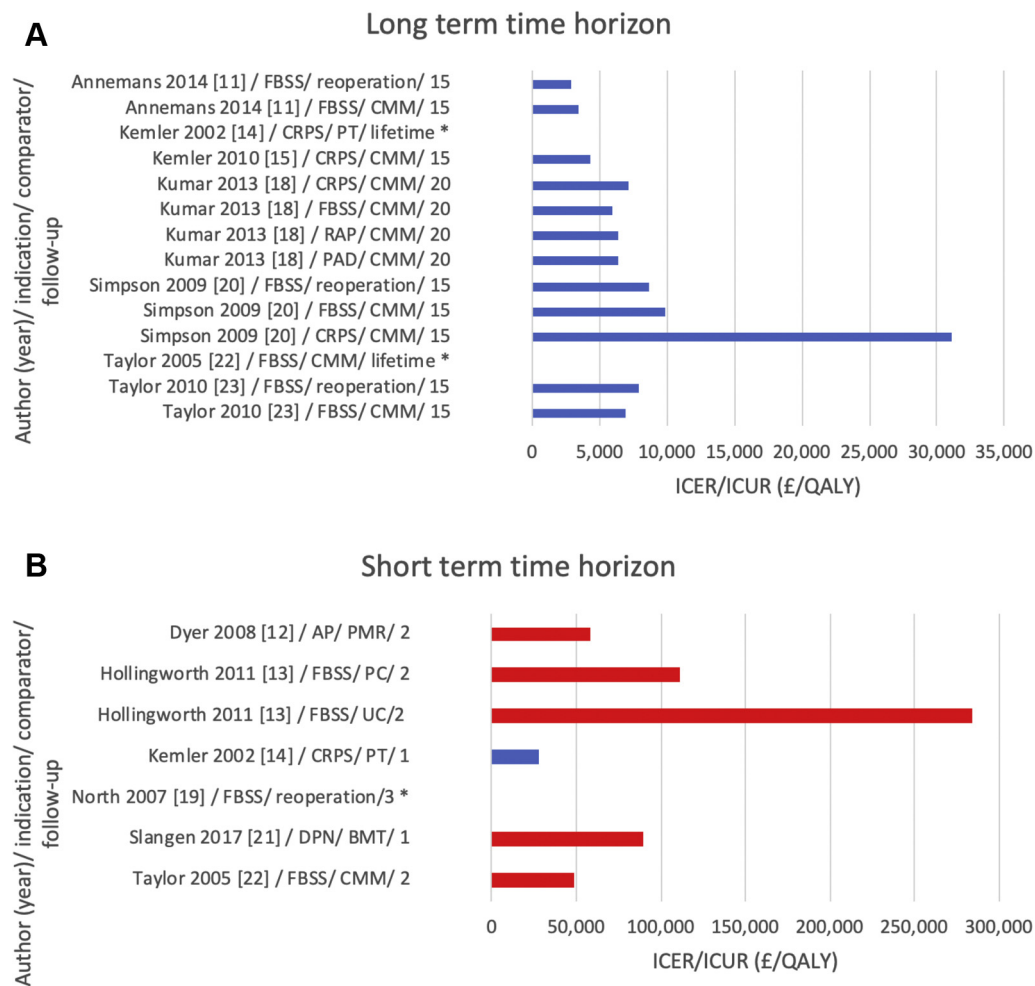 A
Long term time horizon
Author (year)/ indication/ comparator/
follow-up
Annemans 2014 [11] / FBSS/ reoperation/ 15
Annemans 2014 [11] / FBSS/ CMM/ 15
Kemler 2002 [14] / CRPS/ PT/ lifetime *
Kemler 2010 [15] / CRPS/ CMM/ 15
Kumar 2013 [18] / CRPS/ CMM/ 20
Kumar 2013 [18] / FBSS/ CMM/ 20
Kumar 2013 [18] / RAP/ CMM/ 20
Kumar 2013 [18] / PAD/ CMM/ 20
Simpson 2009 [20] / FBSS/ reoperation/ 15
Simpson 2009 [20] / FBSS/ CMM/ 15
Simpson 2009 [20] / CRPS/ CMM/ 15
Taylor 2005 [22] / FBSS/ CMM/ lifetime *
Taylor 2010 [23] / FBSS/ reoperation/ 15
Taylor 2010 [23] / FBSS/ CMM/ 15
0 5,000 10,000 15,000 20,000 25,000 30,000 35,000
ICER/ICUR (£/QALY)
B
Short term time horizon
Author (year)/ indication/ comparator/
follow-up
Dyer 2008 [12] / AP/ PMR/ 2
Hollingworth 2011 [13] / FBSS/ PC/ 2
Hollingworth 2011 [13] / FBSS/ UC/2
Kemler 2002 [14] / CRPS/ PT/ 1
North 2007 [19] / FBSS/ reoperation/3 *
Slangen 2017 [21] / DPN/ BMT/ 1
Taylor 2005 [22] / FBSS/ CMM/ 2
0 50,000 100,000 150,000 200,000 250,000 300,000
ICER/ICUR (£/QALY)